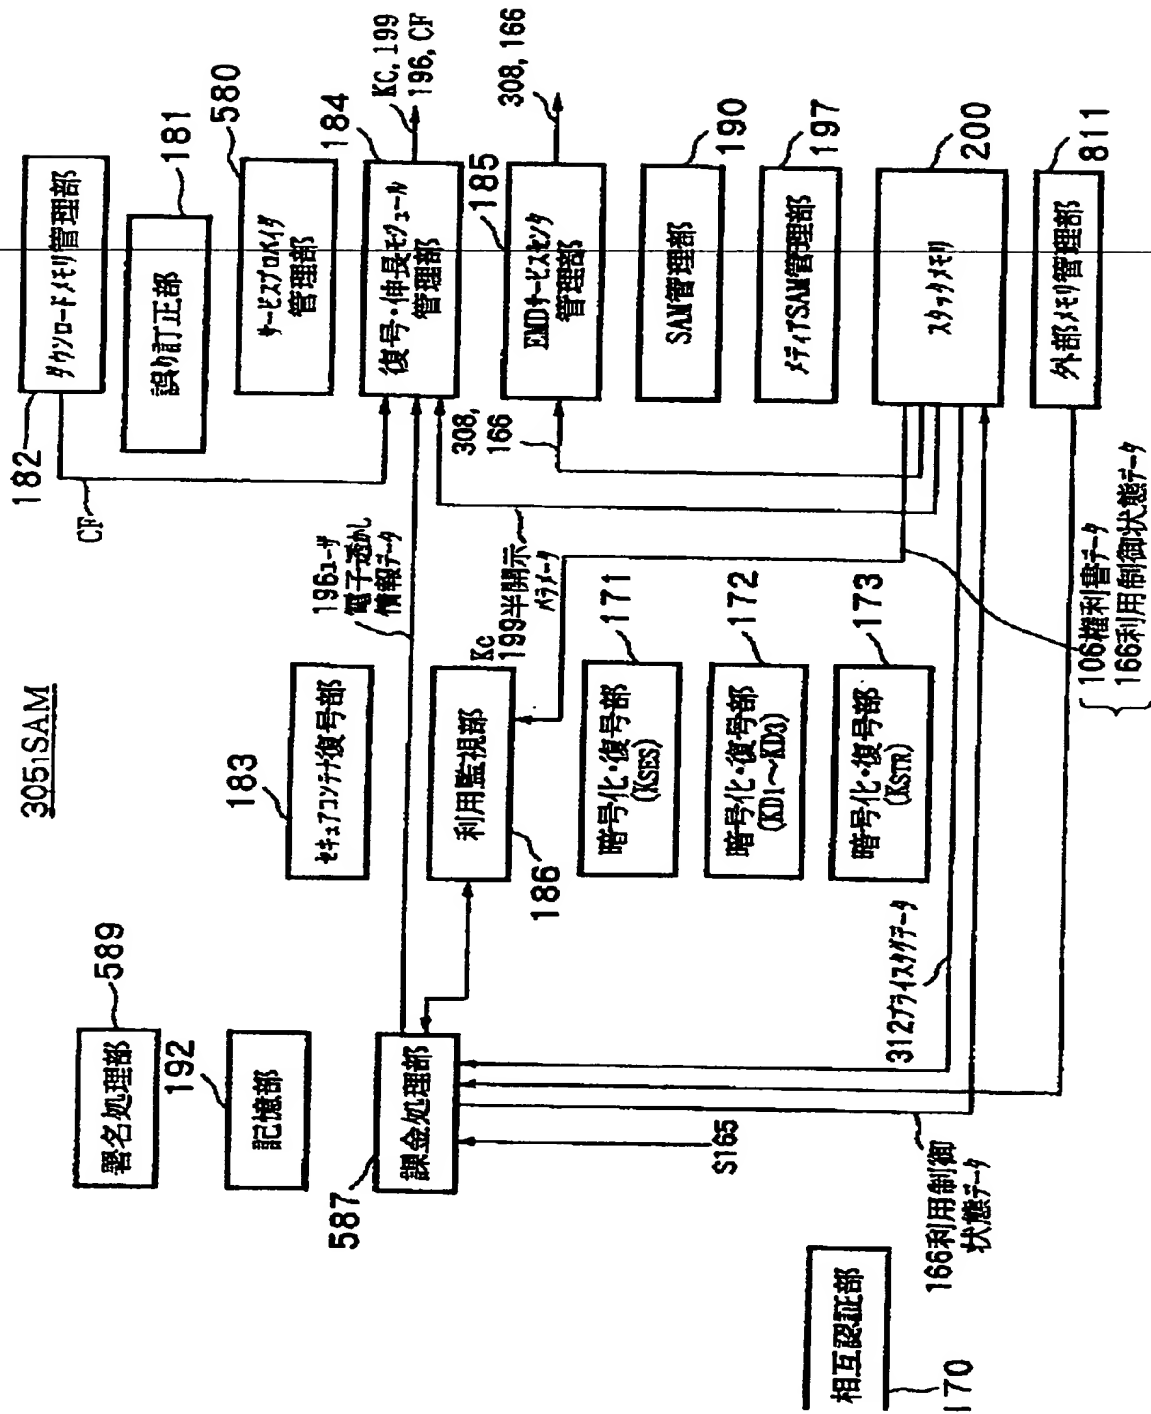 305₁SAM
相互認証部
170
署名処理部
589
記憶部
192
課金処理部
587
S165
166利用制御
状態データ
312プライスタグデータ
セキュアコンテナ復号部
183
利用監視部
186
暗号化・復号部
(KSES)
171
暗号化・復号部
(KD1～KD3)
172
暗号化・復号部
(KSTR)
173
196ユーザ
電子透かし
情報データ
Kc
199半開示
パラメータ
308,
166
106権利書データ
166利用制御状態データ
CF
ダウンロードメモリ管理部
182
誤り訂正部
181
サービスプロバイダ
管理部
580
復号・伸長モジュール
管理部
184
KC, 199
196, CF
EMDサービスセンタ
管理部
185
308, 166
SAM管理部
190
メディアSAM管理部
197
スタックメモリ
200
外部メモリ管理部
811